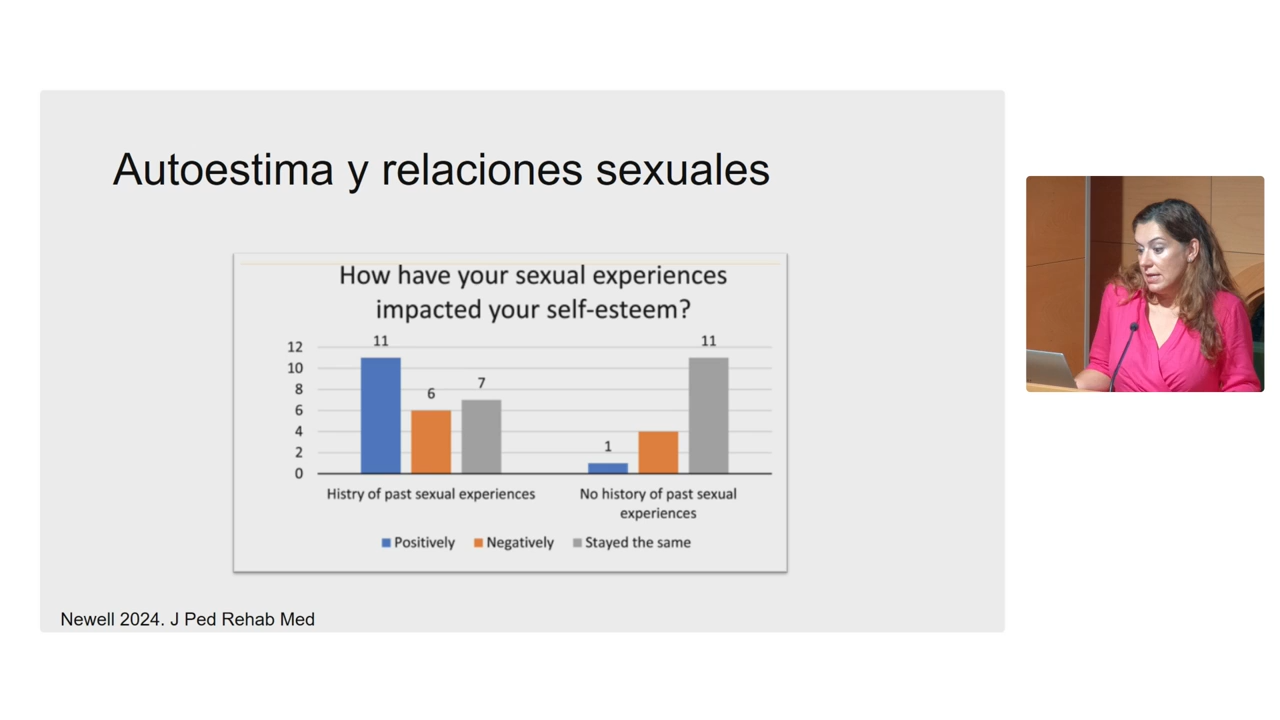 Autoestima y relaciones sexuales
How have your sexual experiences
impacted your self-esteem?
12
10
8
6
4
2
0
11
6
7
1
11
Histry of past sexual experiences
No history of past sexual
experiences
Positively
Negatively
Stayed the same
Newell 2024. J Ped Rehab Med